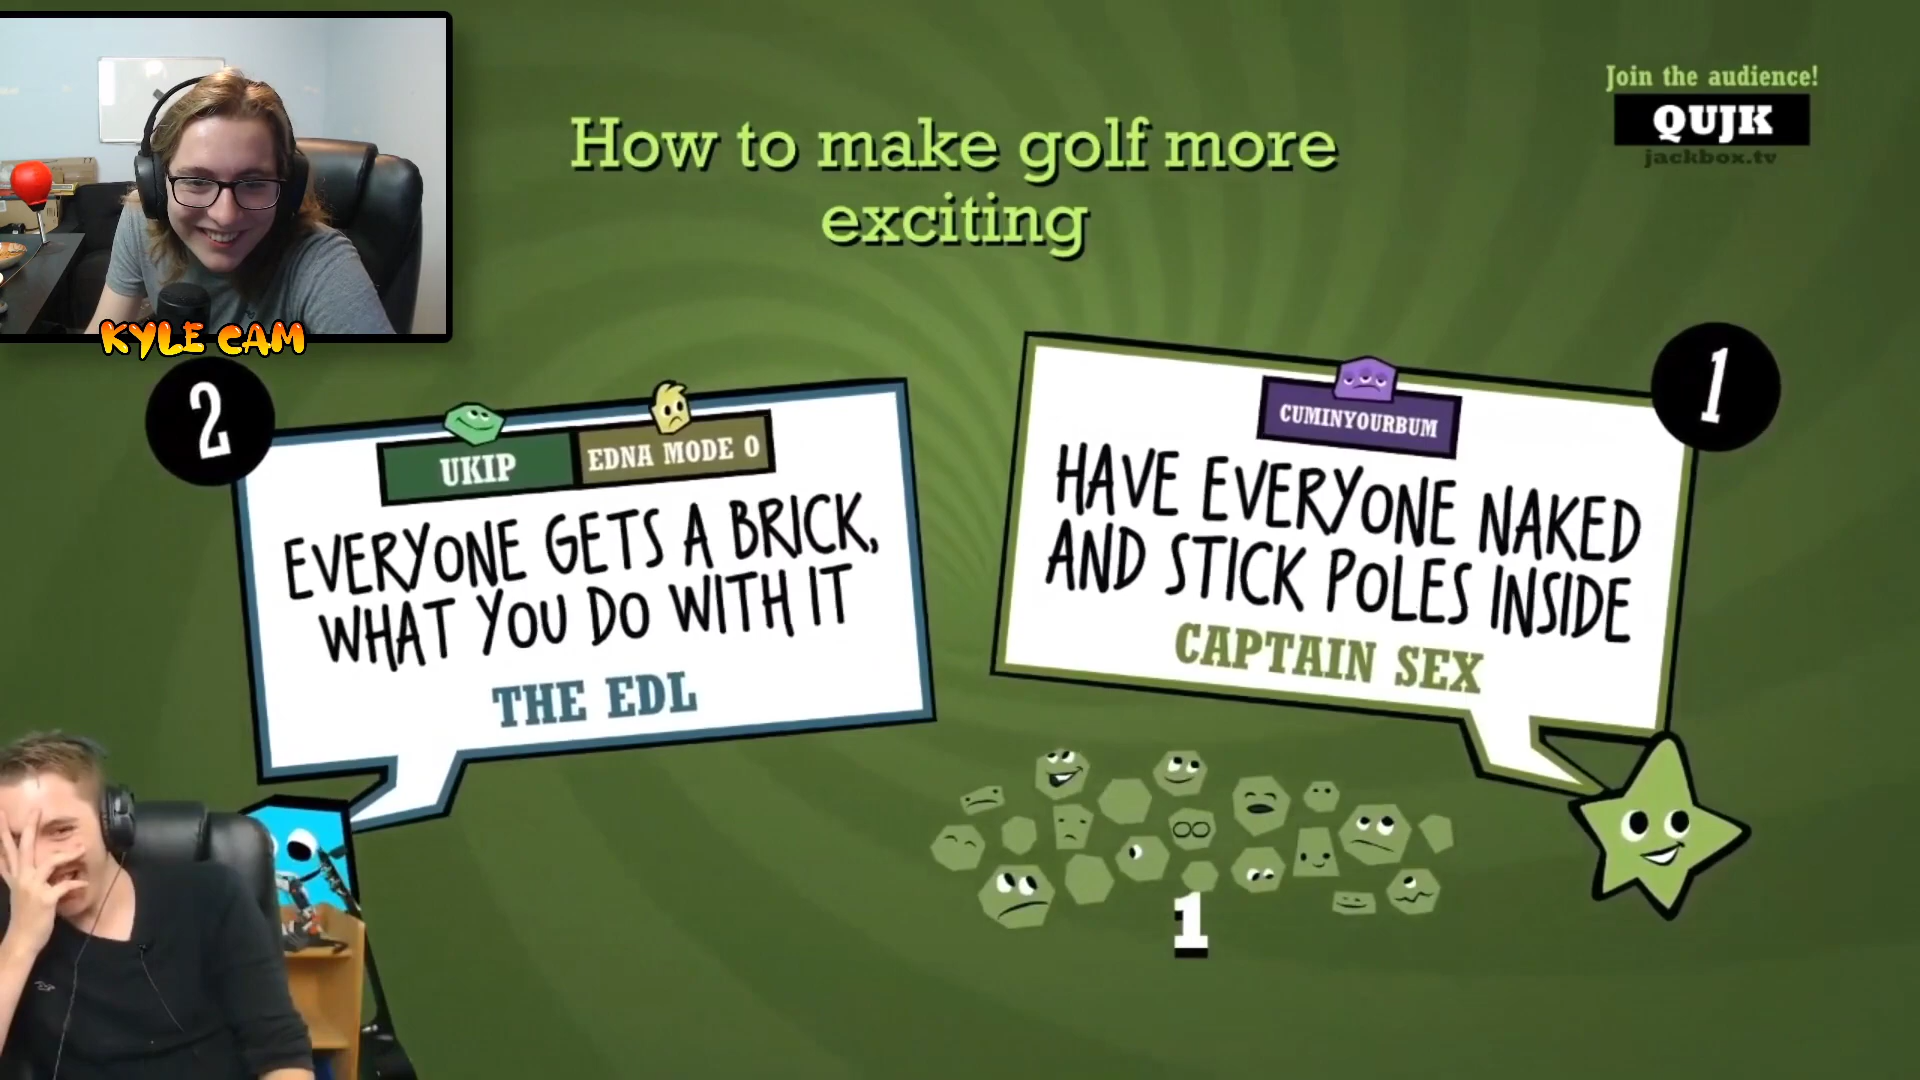 Join the audience!
QUJK
jackbox.tv
How to make golf more
exciting
KYLE CAM
2
UKIP
EDNA MODE O
EVERYONE GETS A BRICK,
WHAT YOU DO WITH IT
THE EDL
1
CUMINYOURBUM
HAVE EVERYONE NAKED
AND STICK POLES INSIDE
CAPTAIN SEX
1